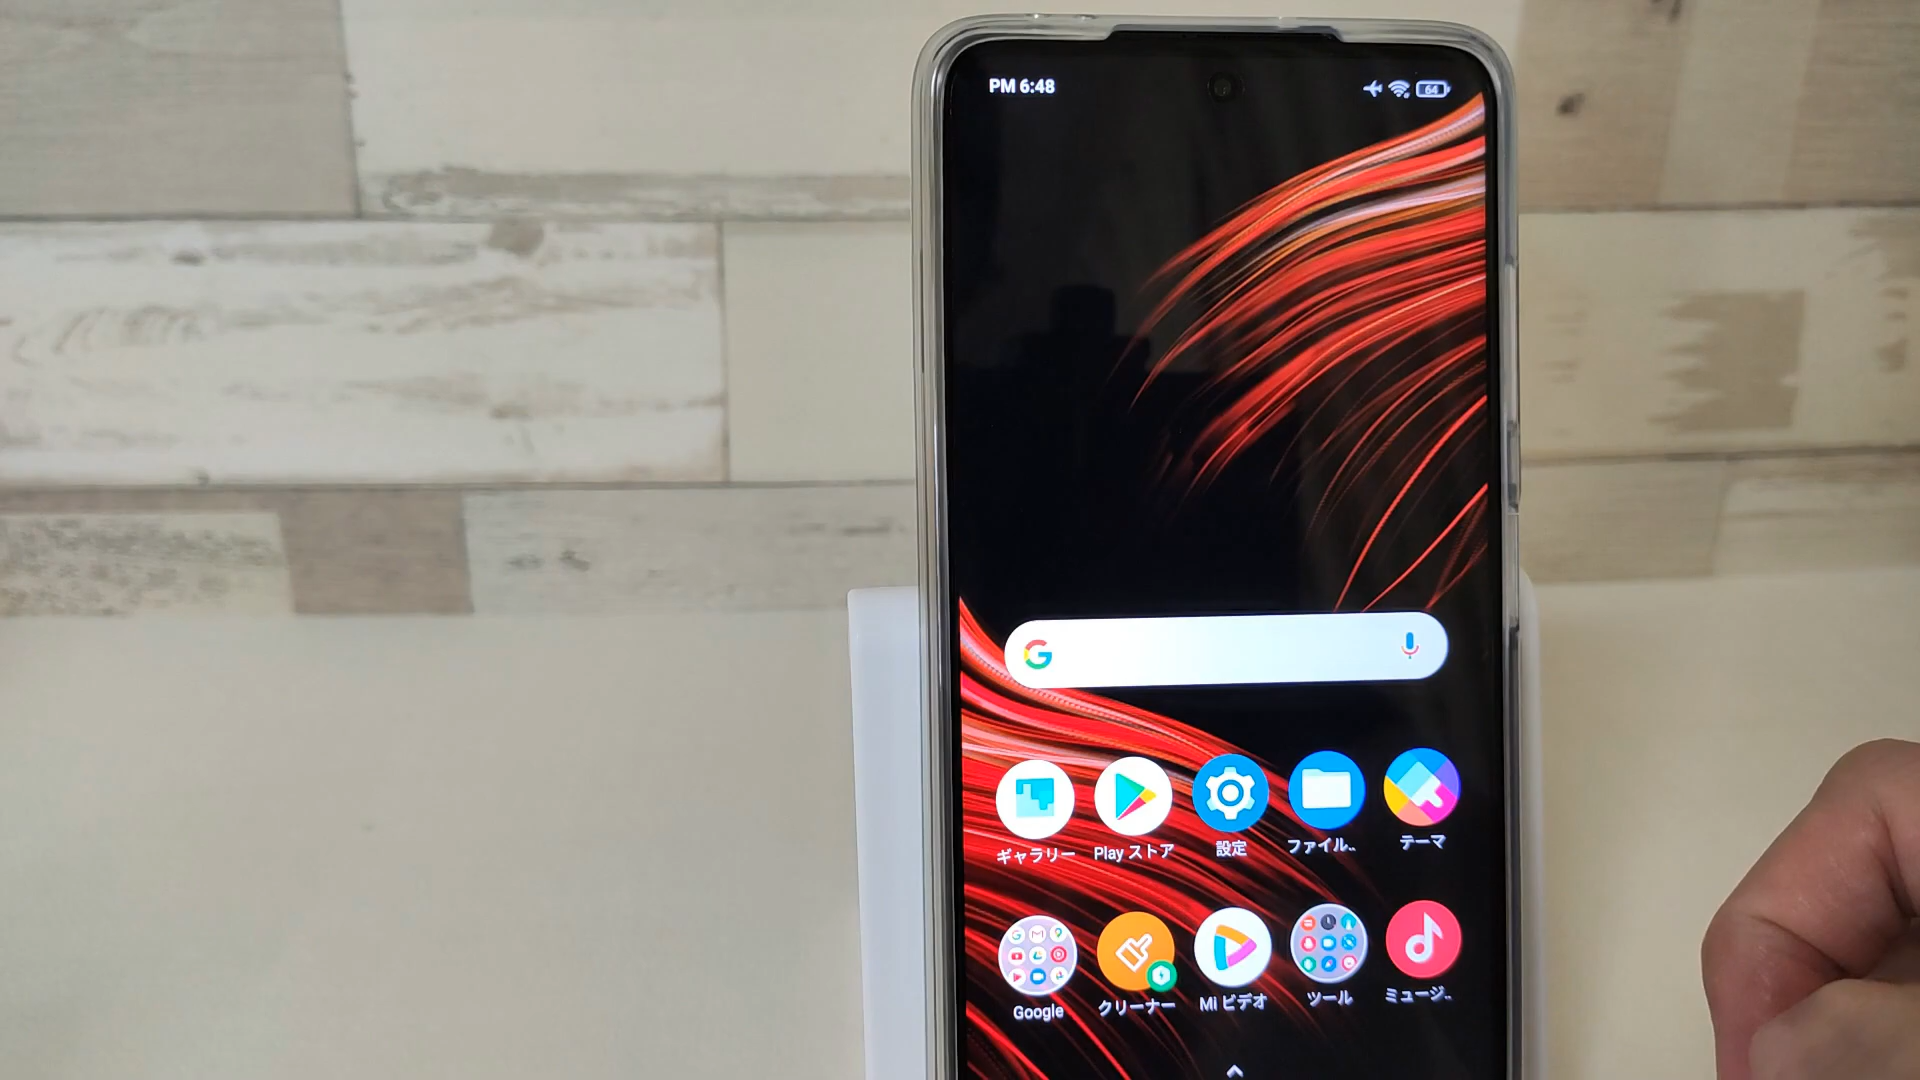 PM 6:48
64
ギャラリー
Play ストア
設定
ファイル..
テーマ
Google
クリーナー
Mi ビデオ
ツール
ミュージ..